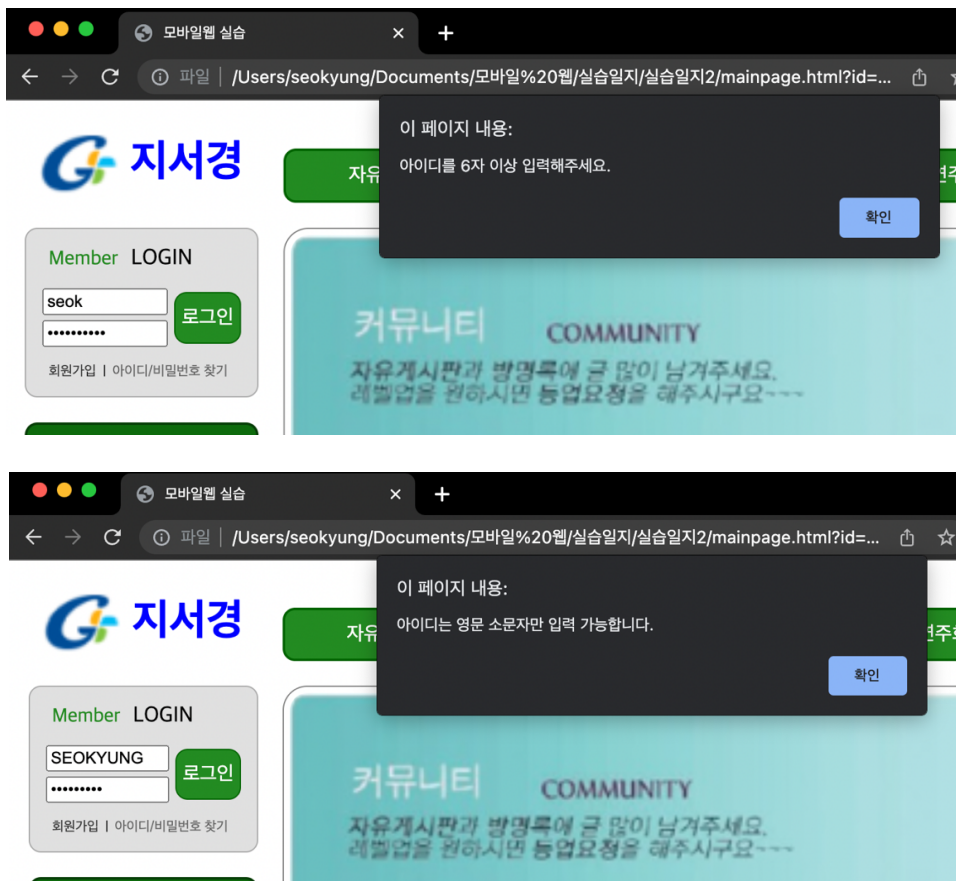 모바일웹 실습
파일 /Users/seokyung/Documents/모바일%20웹/실습일지/실습일지2/mainpage.html?id=...
이 페이지 내용:
아이디를 6자 이상 입력해주세요.
확인
지서경
자유
Member LOGIN
seok
••••••••••
로그인
회원가입 | 아이디/비밀번호 찾기
커뮤니티 COMMUNITY
자유게시판과 방명록에 글 많이 남겨주세요.
레벨업을 원하시면 등업요청을 해주시구요~~~
모바일웹 실습
파일 /Users/seokyung/Documents/모바일%20웹/실습일지/실습일지2/mainpage.html?id=...
이 페이지 내용:
아이디는 영문 소문자만 입력 가능합니다.
확인
지서경
자유
Member LOGIN
SEOKYUNG
•••••••••
로그인
회원가입 | 아이디/비밀번호 찾기
커뮤니티 COMMUNITY
자유게시판과 방명록에 글 많이 남겨주세요.
레벨업을 원하시면 등업요청을 해주시구요~~~